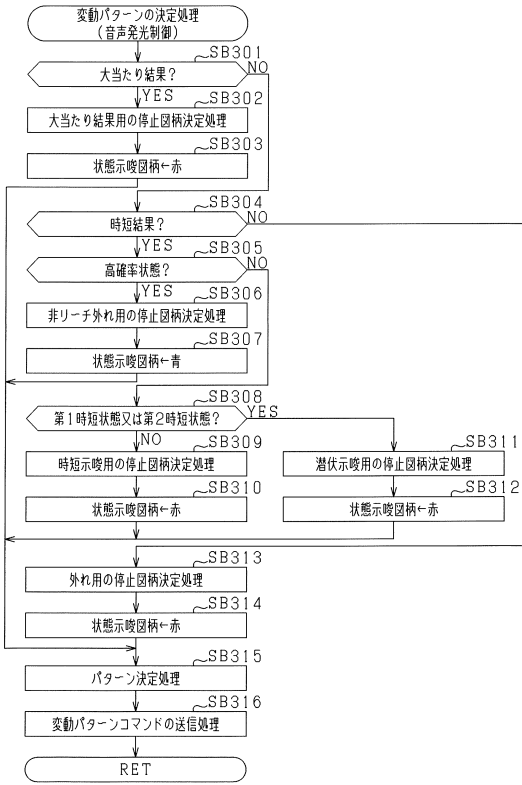 変動パターンの決定処理
(音声発光制御)
SB301
大当たり結果？
NO
YES
SB302
大当たり結果用の停止図柄決定処理
SB303
状態示唆図柄←赤
SB304
時短結果？
NO
YES
SB305
高確率状態？
NO
YES
SB306
非リーチ外れ用の停止図柄決定処理
SB307
状態示唆図柄←青
SB308
第1時短状態又は第2時短状態？
YES
NO
SB309
時短示唆用の停止図柄決定処理
SB310
状態示唆図柄←赤
SB311
潜伏示唆用の停止図柄決定処理
SB312
状態示唆図柄←赤
SB313
外れ用の停止図柄決定処理
SB314
状態示唆図柄←赤
SB315
パターン決定処理
SB316
変動パターンコマンドの送信処理
RET